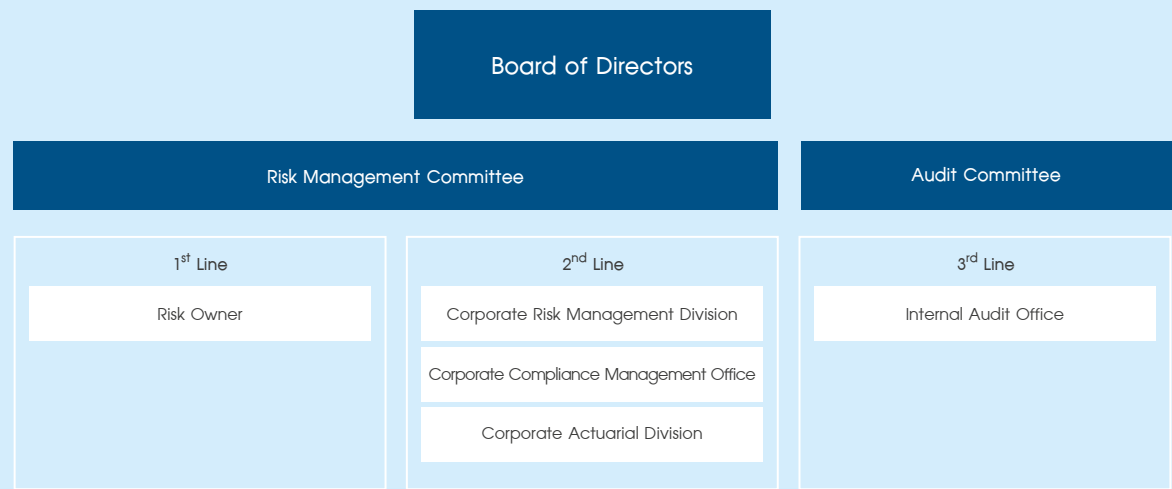 Board of Directors
Risk Management Committee
Audit Committee
1st Line
Risk Owner
2nd Line
Corporate Risk Management Division
Corporate Compliance Management Office
Corporate Actuarial Division
3rd Line
Internal Audit Office